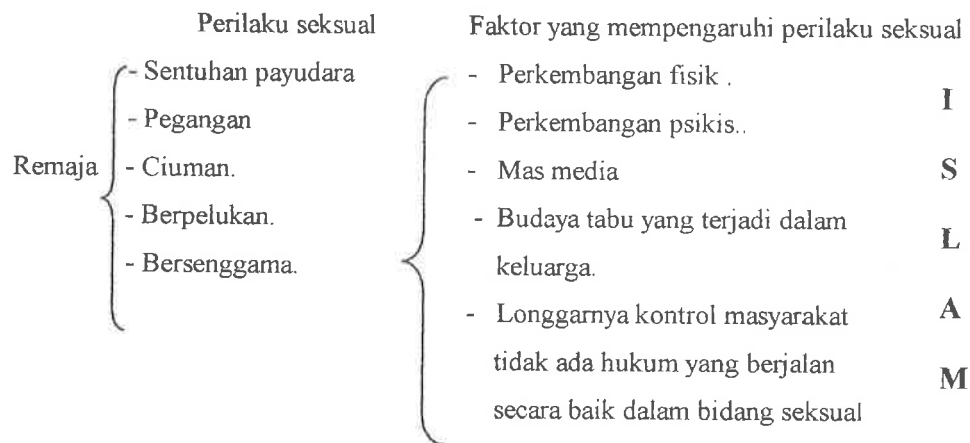 Perilaku seksual
Faktor yang mempengaruhi perilaku seksual
Remaja
- Sentuhan payudara
- Pegangan
- Ciuman.
- Berpelukan.
- Bersenggama.
- Perkembangan fisik .
- Perkembangan psikis..
- Mas media
- Budaya tabu yang terjadi dalam
keluarga.
- Longgarnya kontrol masyarakat
tidak ada hukum yang berjalan
secara baik dalam bidang seksual
I
S
L
A
M